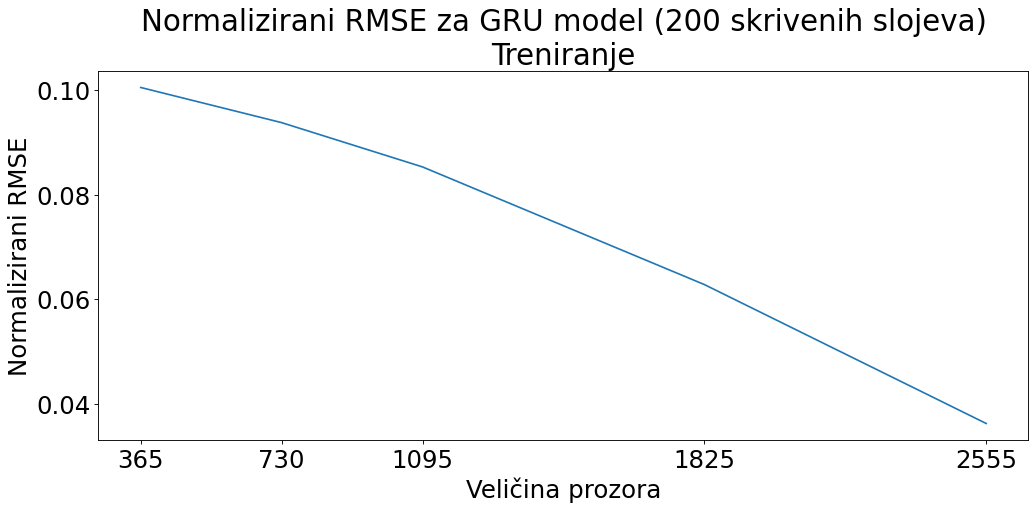 Normalizirani RMSE za GRU model (200 skrivenih slojeva)
Treniranje
Normalizirani RMSE
0.10
0.08
0.06
0.04
365 730 1095 1825 2555
Veličina prozora